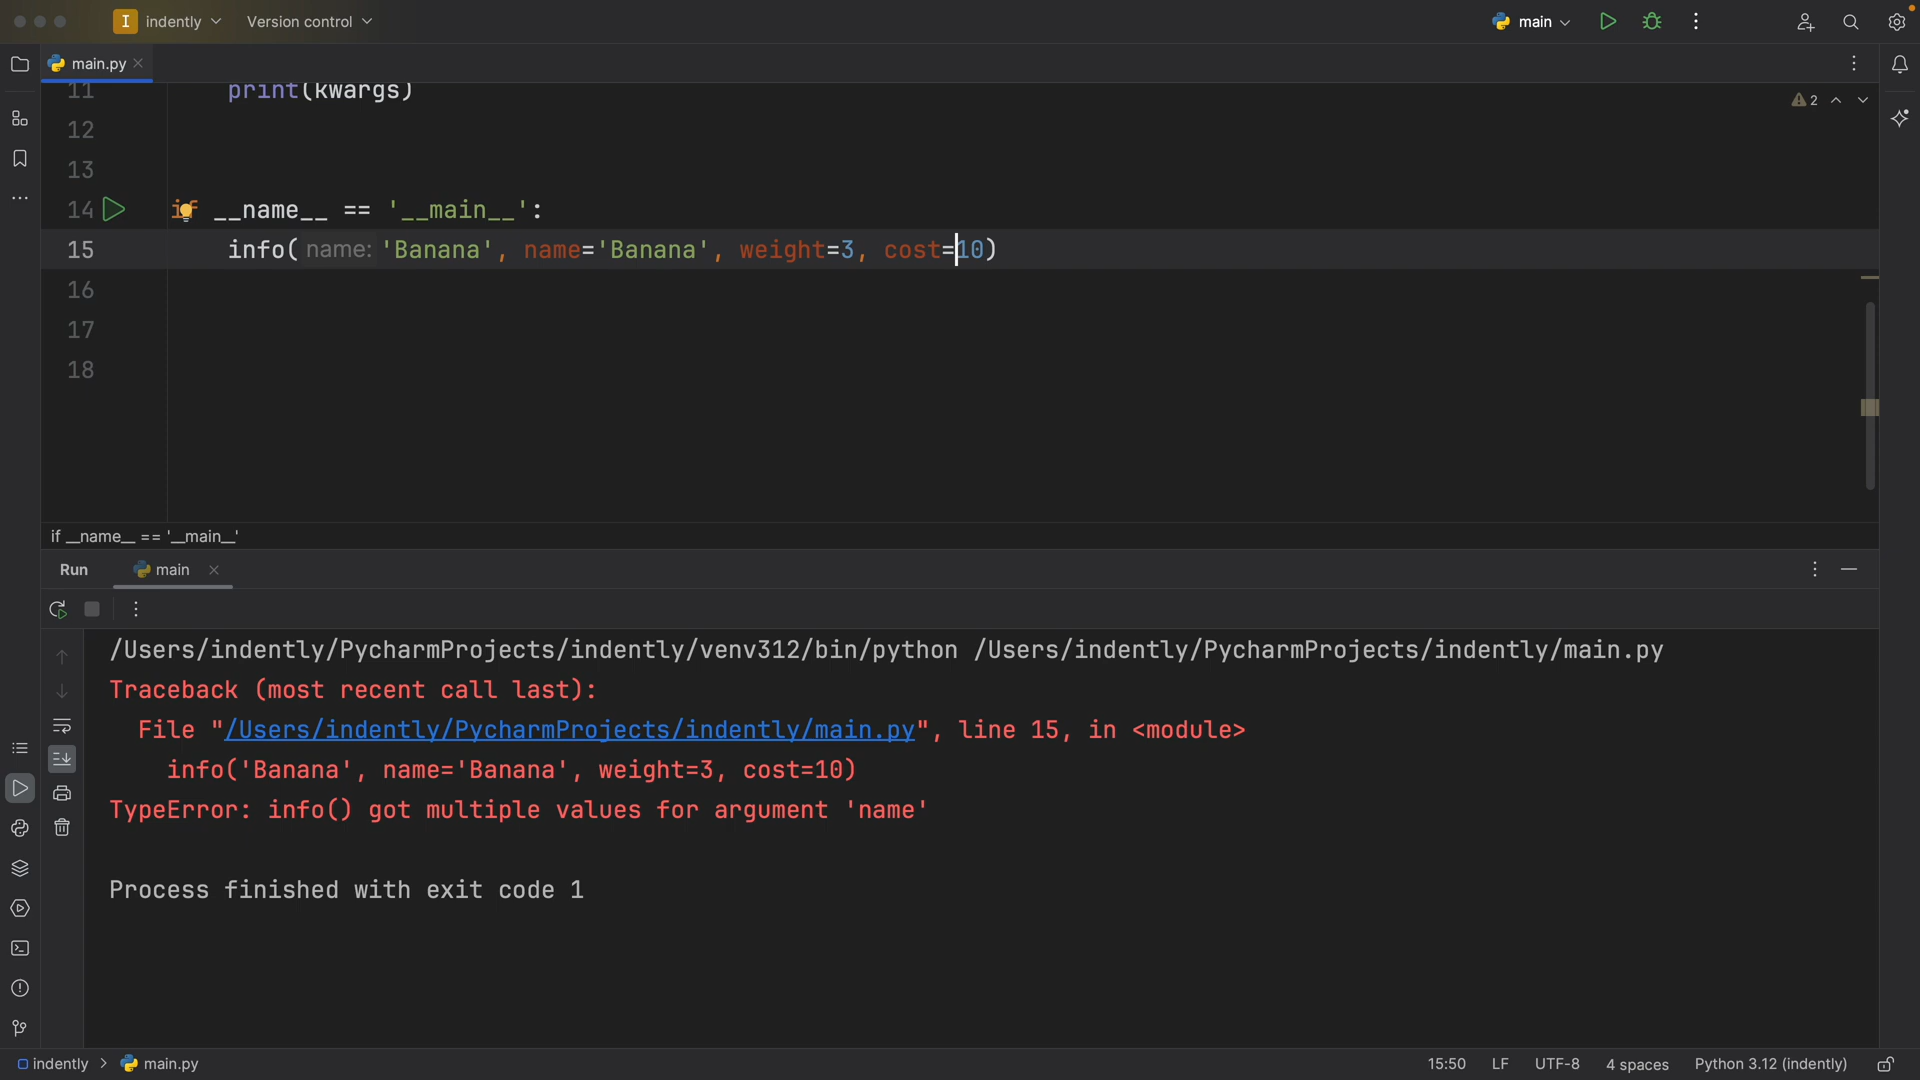 I indently Version control main
main.py
11 print(kwargs)
2
12
13
14 if __name__ == '__main__':
15 info(name: 'Banana', name='Banana', weight=3, cost=10)
16
17
18
if __name__ == '__main__'
Run main
/Users/indently/PycharmProjects/indently/venv312/bin/python /Users/indently/PycharmProjects/indently/main.py
Traceback (most recent call last):
File "/Users/indently/PycharmProjects/indently/main.py", line 15, in <module>
info('Banana', name='Banana', weight=3, cost=10)
TypeError: info() got multiple values for argument 'name'
Process finished with exit code 1
indently > main.py 15:50 LF UTF-8 4 spaces Python 3.12 (indently)